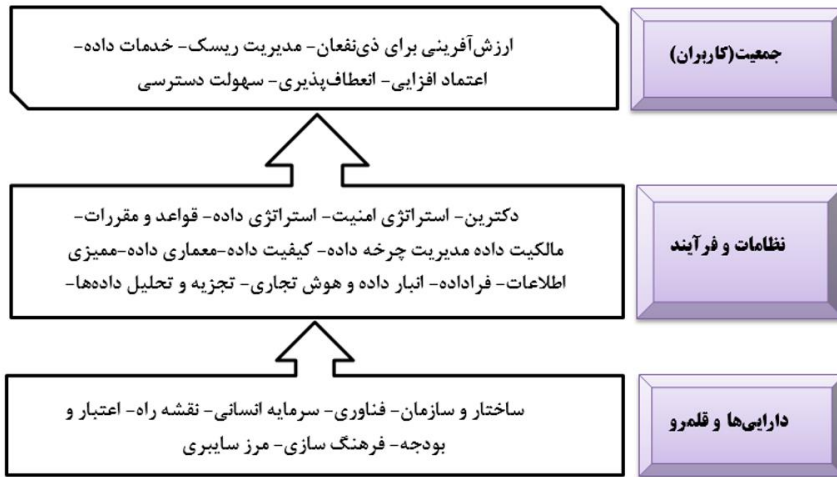 جمعیت(کاربران)
ارزش‌آفرینی برای ذی‌نفعان- مدیریت ریسک- خدمات داده-
اعتماد افزایی- انعطاف‌پذیری- سهولت دسترسی
نظامات و فرآیند
دکترین- استراتژی امنیت- استراتژی داده- قواعد و مقررات-
مالکیت داده مدیریت چرخه داده- کیفیت داده-معماری داده-ممیزی
اطلاعات- فراداده- انبار داده و هوش تجاری- تجزیه و تحلیل داده‌ها-
دارایی‌ها و قلمرو
ساختار و سازمان- فناوری- سرمایه انسانی- نقشه راه- اعتبار و
بودجه- فرهنگ سازی- مرز سایبری